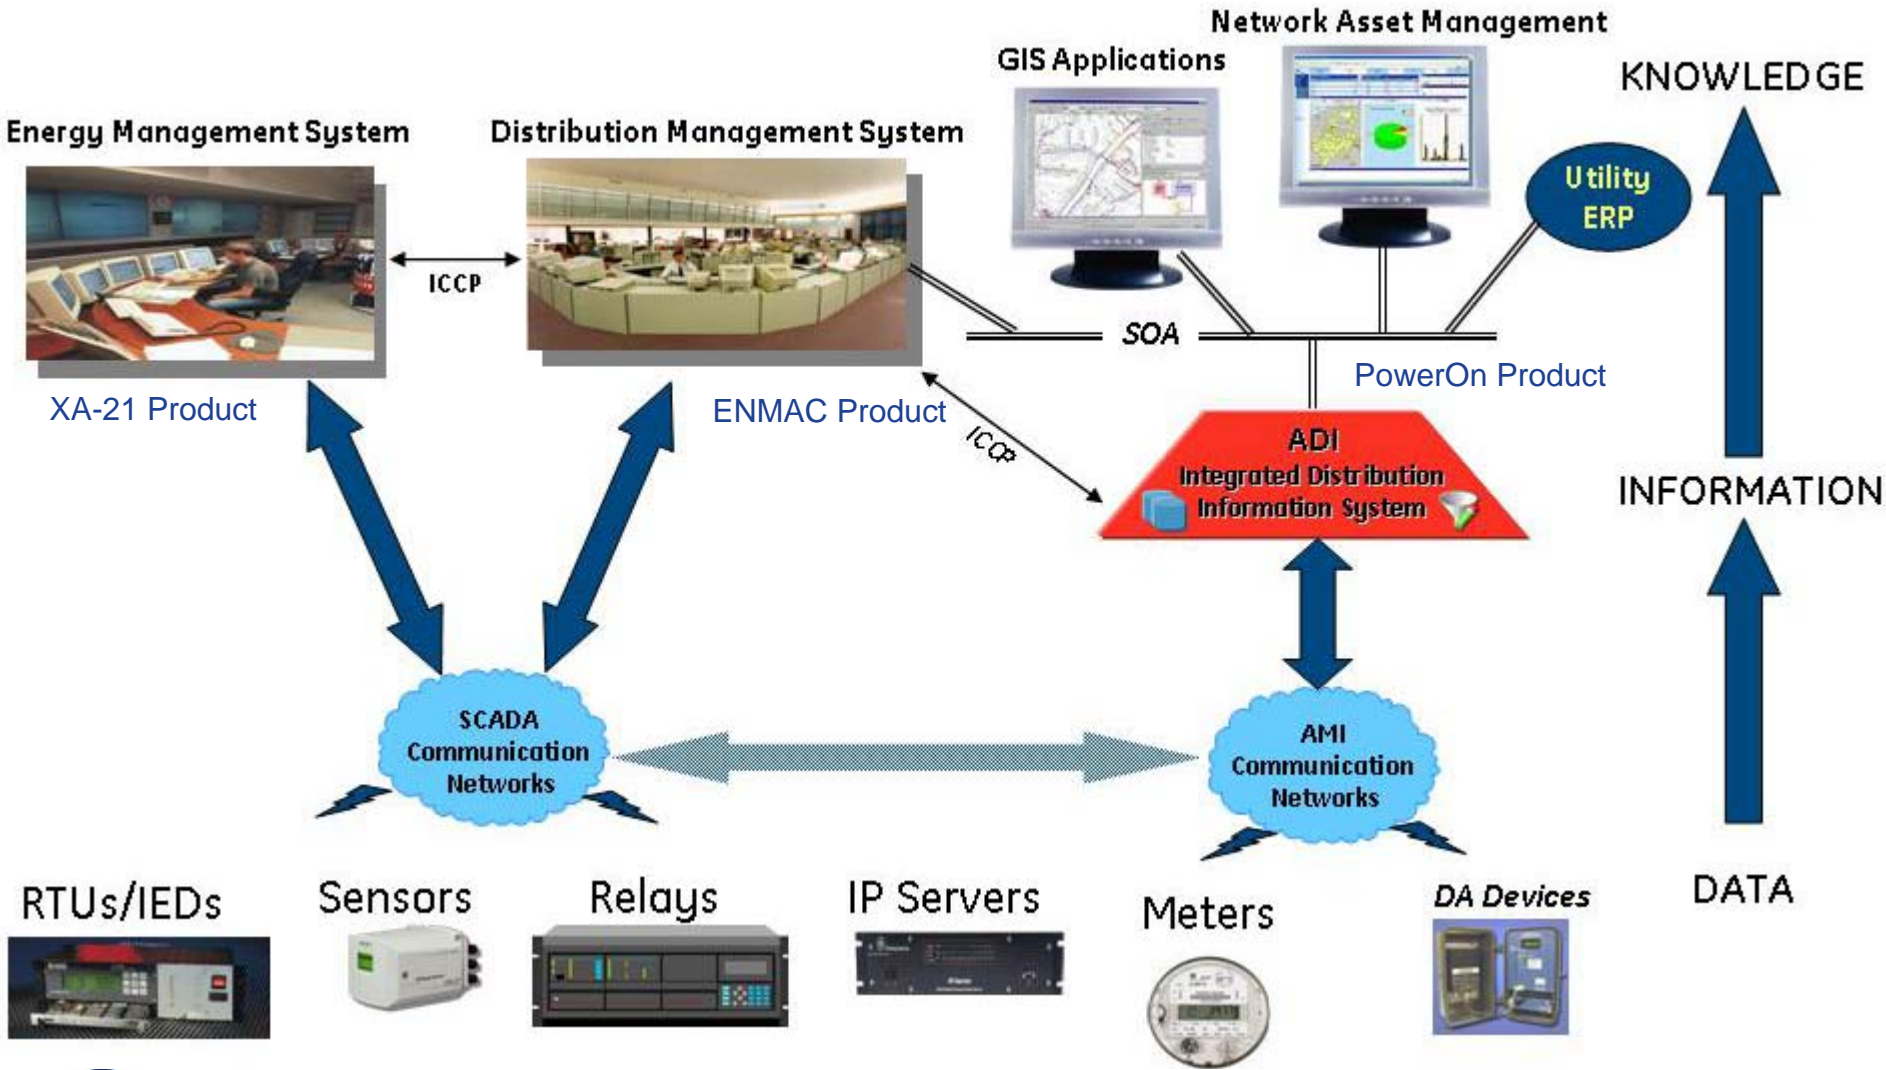 Network Asset Management
GIS Applications
KNOWLEDGE
Energy Management System
Distribution Management System
Utility
ERP
ICCP
SOA
PowerOn Product
XA-21 Product
ENMAC Product
ICCP
ADI
Integrated Distribution
Information System
INFORMATION
SCADA
Communication
Networks
AMI
Communication
Networks
DATA
RTUs/IEDs
Sensors
Relays
IP Servers
Meters
DA Devices